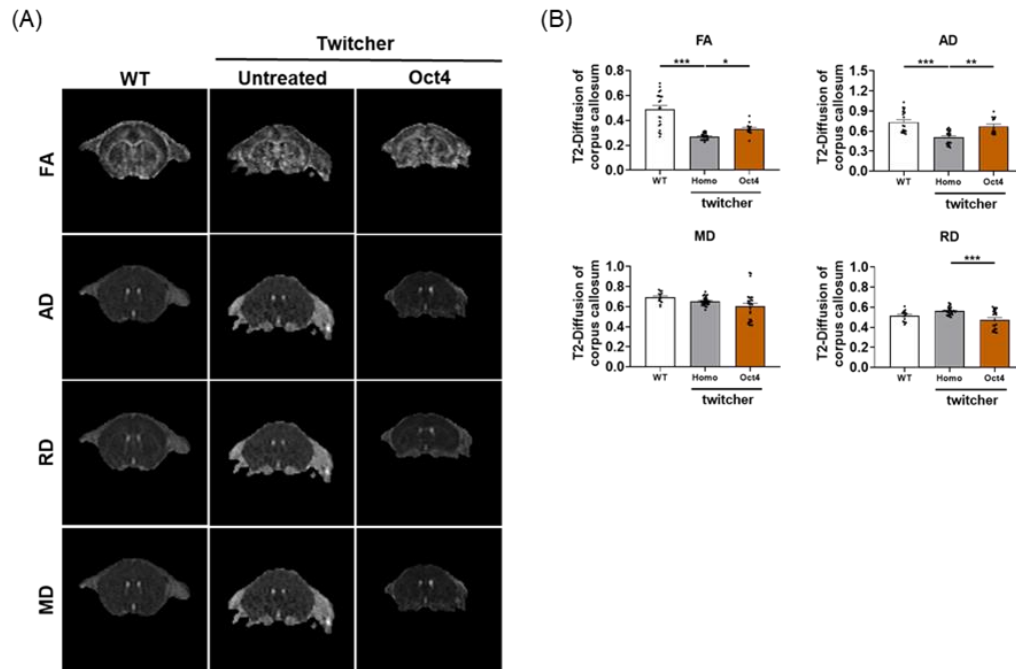 (A)
Twitcher
WT Untreated Oct4
FA
AD
RD
MD
(B)
FA
T2-Diffusion of
corpus callosum
0.8
0.6
0.4
0.2
0.0
*** *
WT Homo Oct4
twitcher
AD
T2-Diffusion of
corpus callosum
1.5
1.2
0.9
0.6
0.3
0.0
*** **
WT Homo Oct4
twitcher
MD
T2-Diffusion of
corpus callosum
1.0
0.8
0.6
0.4
0.2
0.0
WT Homo Oct4
twitcher
RD
T2-Diffusion of
corpus callosum
1.0
0.8
0.6
0.4
0.2
0.0
***
WT Homo Oct4
twitcher